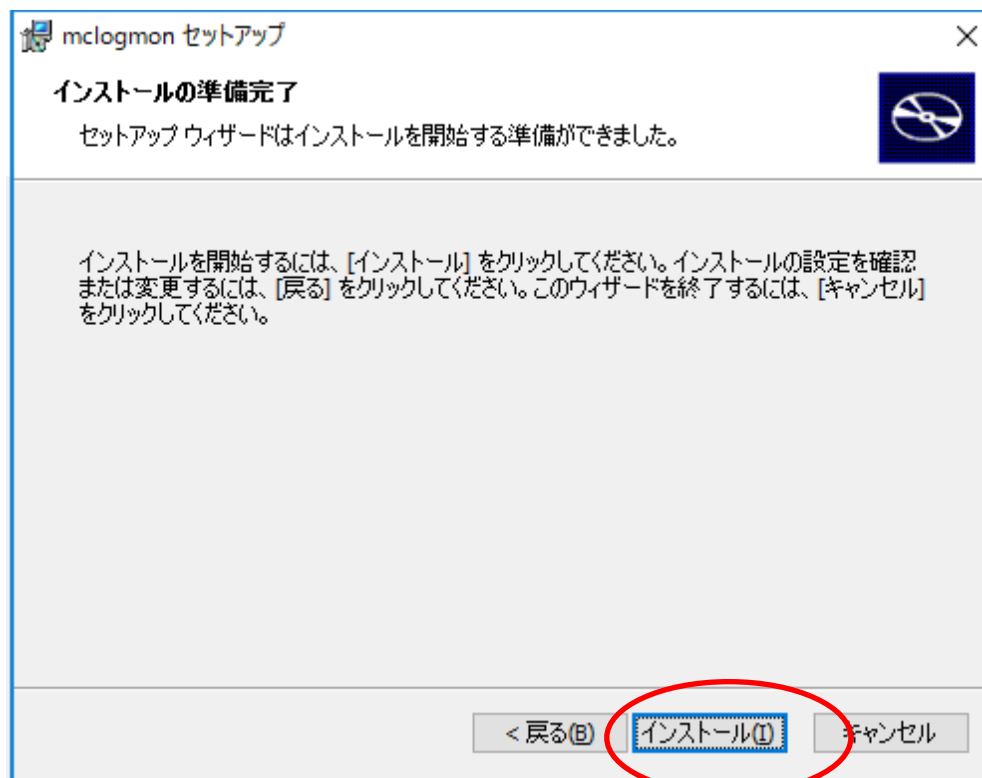 mclogmon セットアップ
インストールの準備完了
セットアップ ウィザードはインストールを開始する準備ができました。
インストールを開始するには、[インストール] をクリックしてください。インストールの設定を確認
または変更するには、[戻る] をクリックしてください。このウィザードを終了するには、[キャンセル]
をクリックしてください。
< 戻る(B) インストール(I) キャンセル